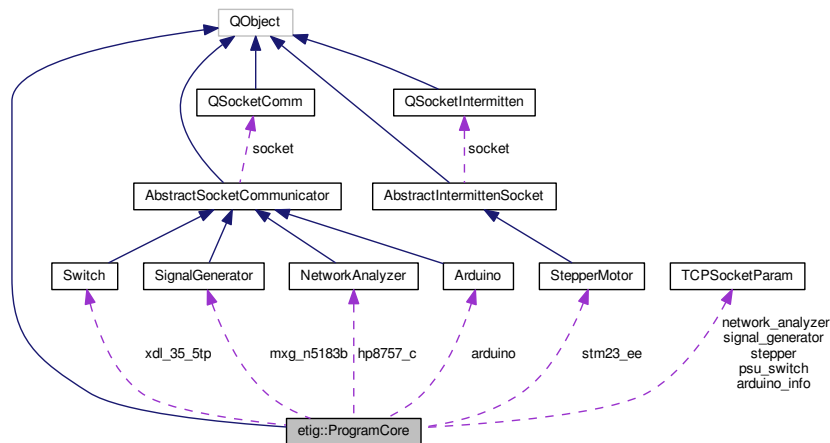 QObject
QSocketComm
QSocketIntermitten
socket
socket
AbstractSocketCommunicator
AbstractIntermittenSocket
Switch
SignalGenerator
NetworkAnalyzer
Arduino
StepperMotor
TCPSocketParam
xdl_35_5tp
mxg_n5183b
hp8757_c
arduino
stm23_ee
network_analyzer
signal_generator
stepper
psu_switch
arduino_info
etig::ProgramCore